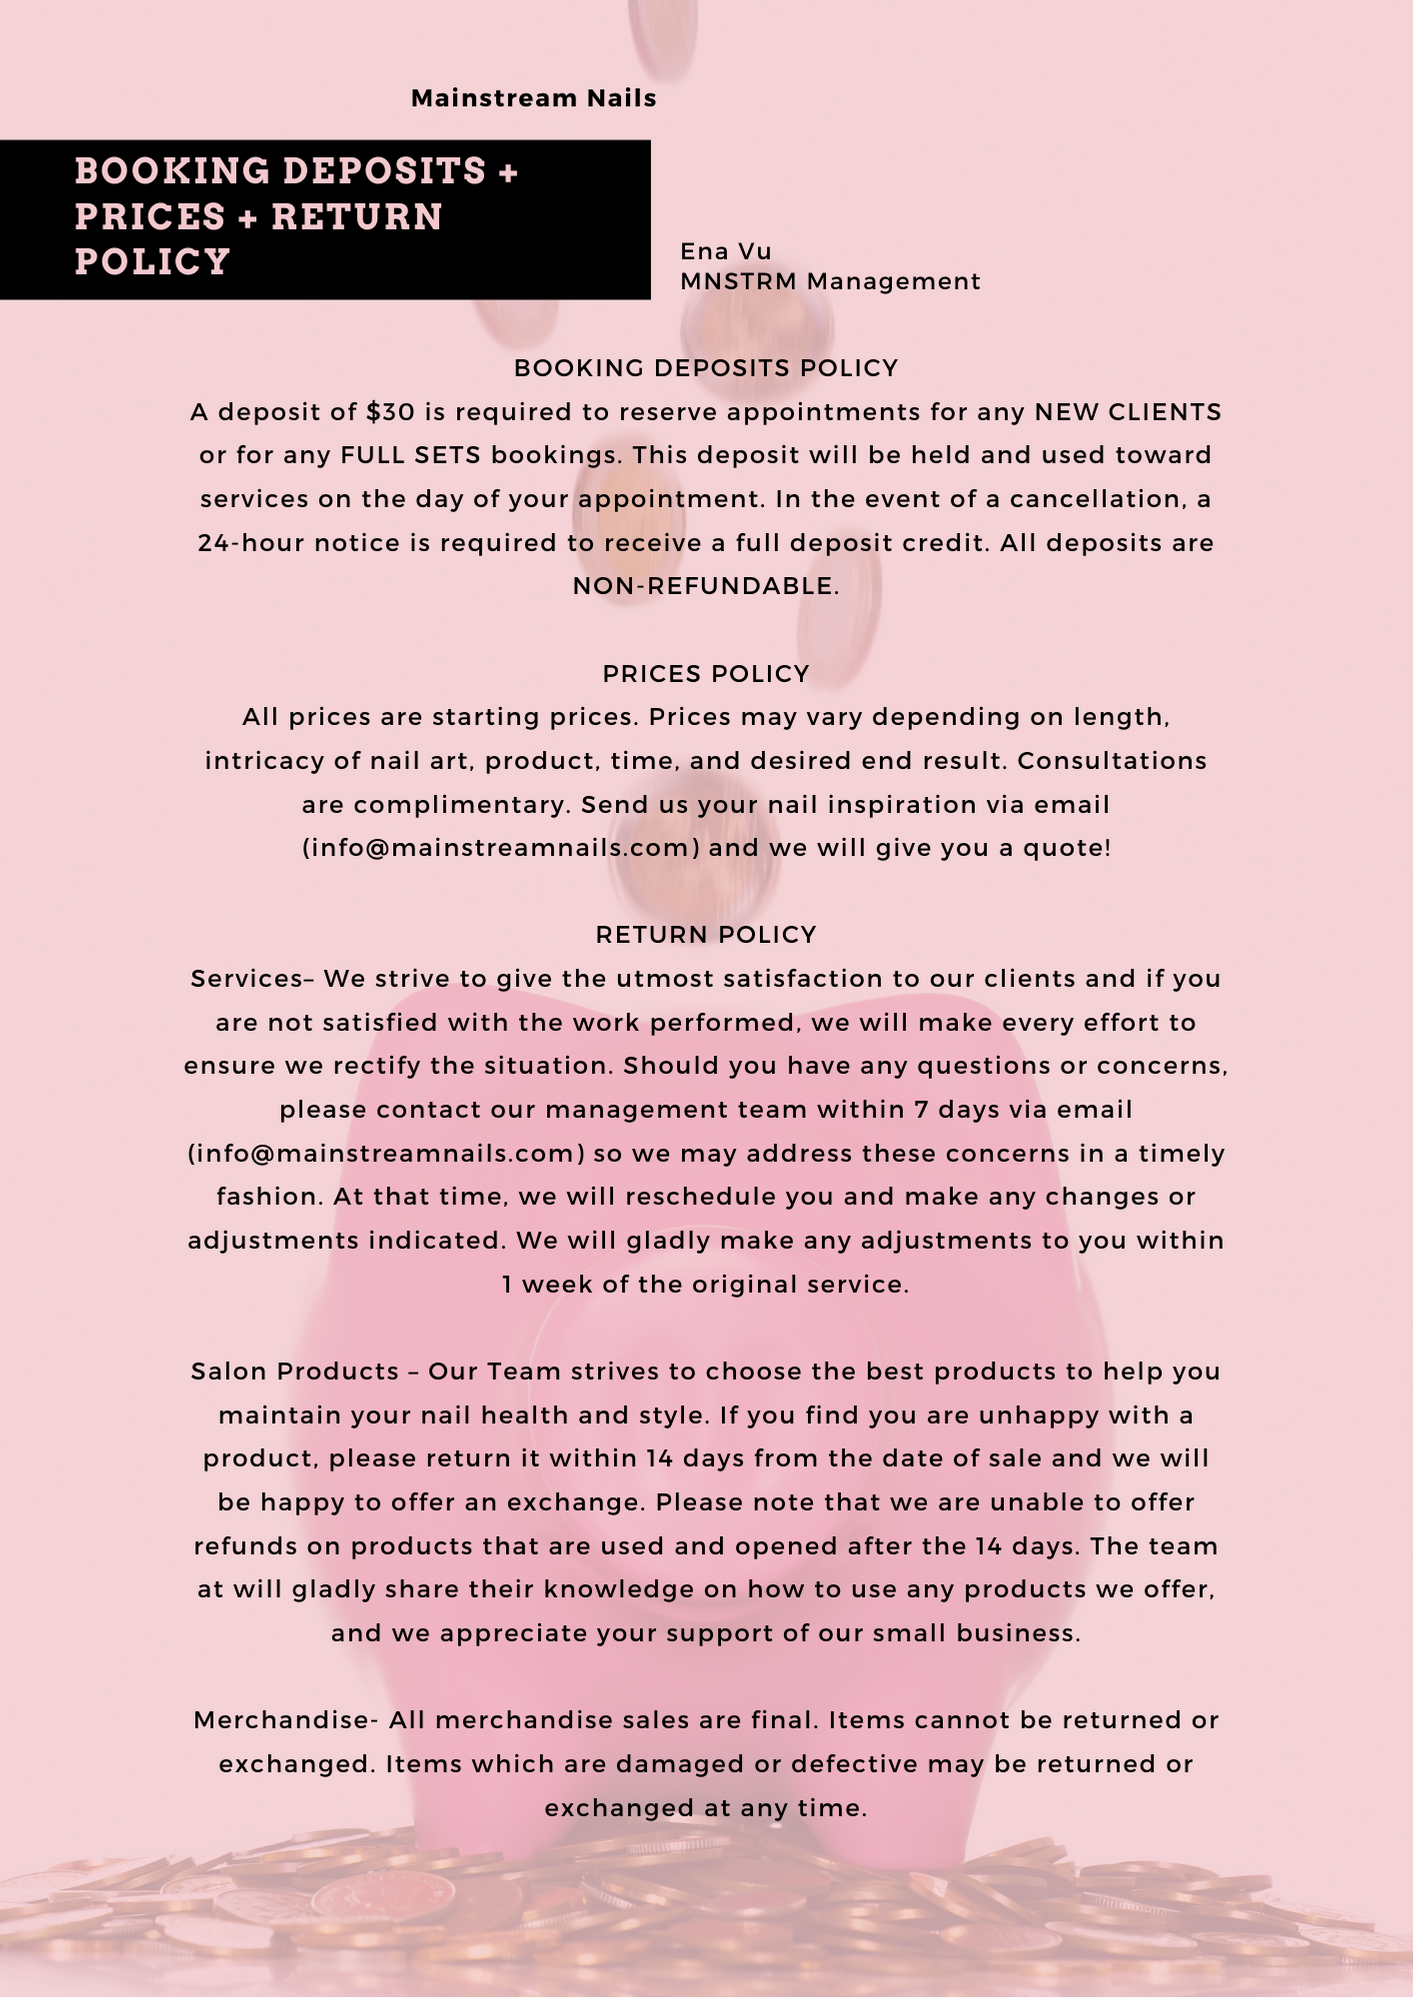 Mainstream Nails
BOOKING DEPOSITS +
PRICES + RETURN
POLICY
Ena Vu
MNSTRM Management
BOOKING DEPOSITS POLICY
A deposit of $30 is required to reserve appointments for any NEW CLIENTS
or for any FULL SETS bookings. This deposit will be held and used toward
services on the day of your appointment. In the event of a cancellation, a
24-hour notice is required to receive a full deposit credit. All deposits are
NON-REFUNDABLE.
PRICES POLICY
All prices are starting prices. Prices may vary depending on length,
intricacy of nail art, product, time, and desired end result. Consultations
are complimentary. Send us your nail inspiration via email
(info@mainstreamnails.com) and we will give you a quote!
RETURN POLICY
Services– We strive to give the utmost satisfaction to our clients and if you
are not satisfied with the work performed, we will make every effort to
ensure we rectify the situation. Should you have any questions or concerns,
please contact our management team within 7 days via email
(info@mainstreamnails.com) so we may address these concerns in a timely
fashion. At that time, we will reschedule you and make any changes or
adjustments indicated. We will gladly make any adjustments to you within
1 week of the original service.
Salon Products – Our Team strives to choose the best products to help you
maintain your nail health and style. If you find you are unhappy with a
product, please return it within 14 days from the date of sale and we will
be happy to offer an exchange. Please note that we are unable to offer
refunds on products that are used and opened after the 14 days. The team
at will gladly share their knowledge on how to use any products we offer,
and we appreciate your support of our small business.
Merchandise- All merchandise sales are final. Items cannot be returned or
exchanged. Items which are damaged or defective may be returned or
exchanged at any time.